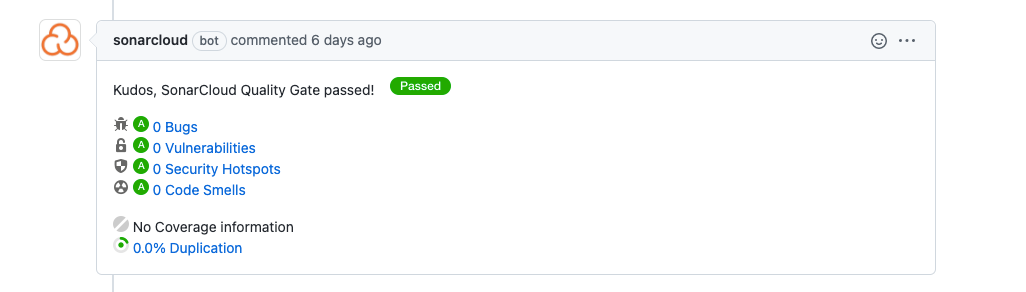 sonarcloud bot commented 6 days ago
Kudos, SonarCloud Quality Gate passed! Passed
A 0 Bugs
A 0 Vulnerabilities
A 0 Security Hotspots
A 0 Code Smells
No Coverage information
0.0% Duplication